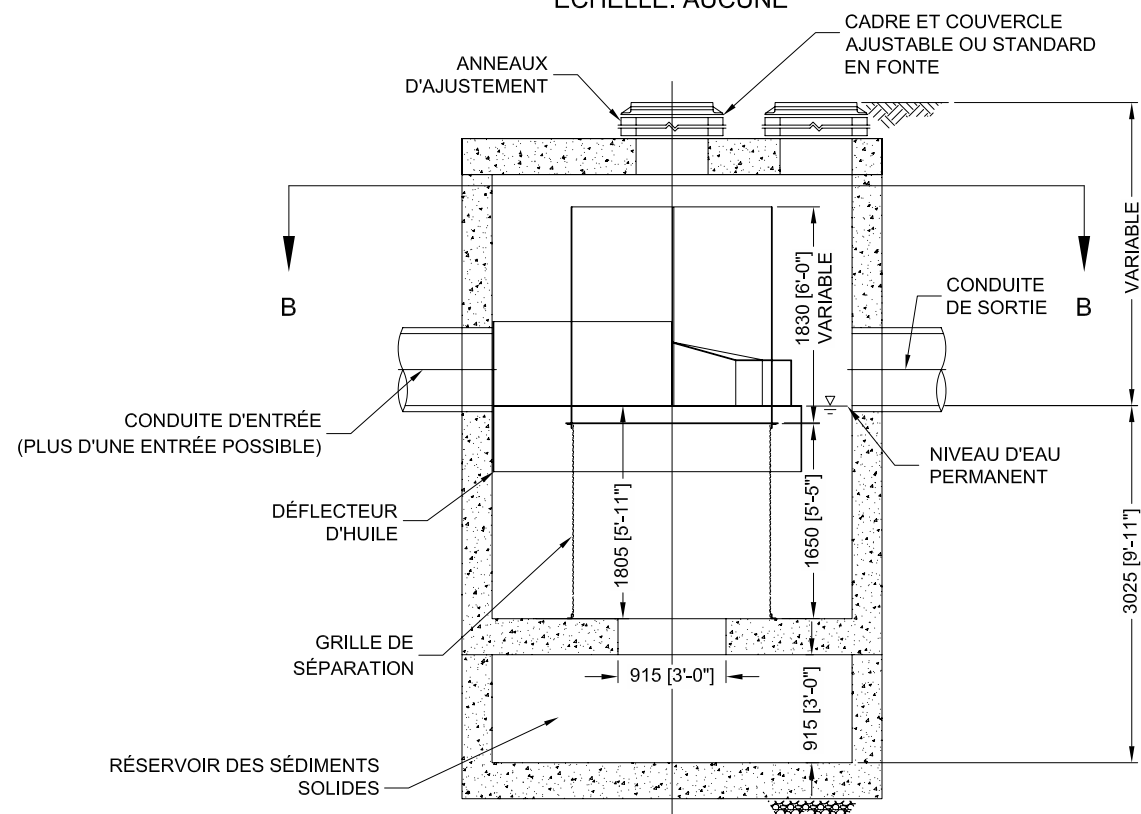 ÉCHELLE: AUCUNE
CADRE ET COUVERCLE
AJUSTABLE OU STANDARD
EN FONTE
ANNEAUX
D'AJUSTEMENT
VARIABLE
1830 [6'-0"]
VARIABLE
CONDUITE
DE SORTIE
B
B
CONDUITE D'ENTRÉE
(PLUS D'UNE ENTRÉE POSSIBLE)
NIVEAU D'EAU
PERMANENT
DÉFLECTEUR
D'HUILE
1805 [5'-11"]
1650 [5'-5"]
3025 [9'-11"]
GRILLE DE
SÉPARATION
915 [3'-0"]
915 [3'-0"]
RÉSERVOIR DES SÉDIMENTS
SOLIDES